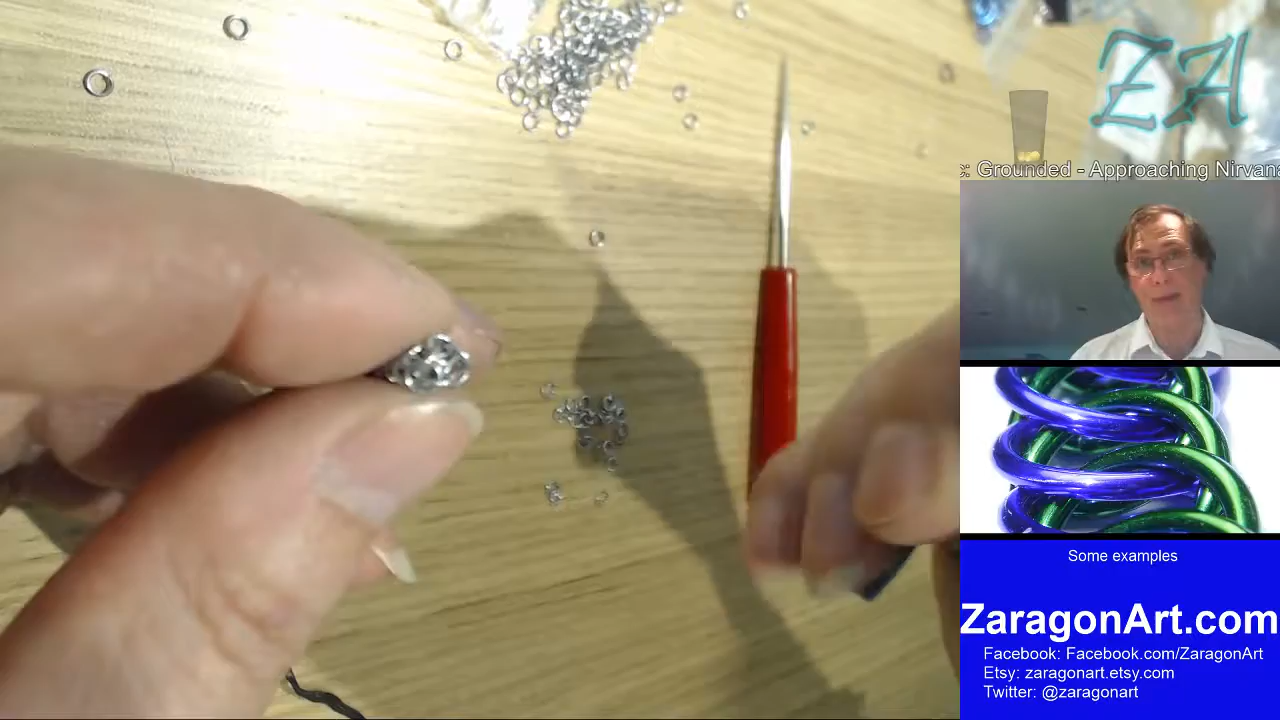 ZA
c: Grounded - Approaching Nirvana
Some examples
ZaragonArt.com
Facebook: Facebook.com/ZaragonArt
Etsy: zaragonart.etsy.com
Twitter: @zaragonart